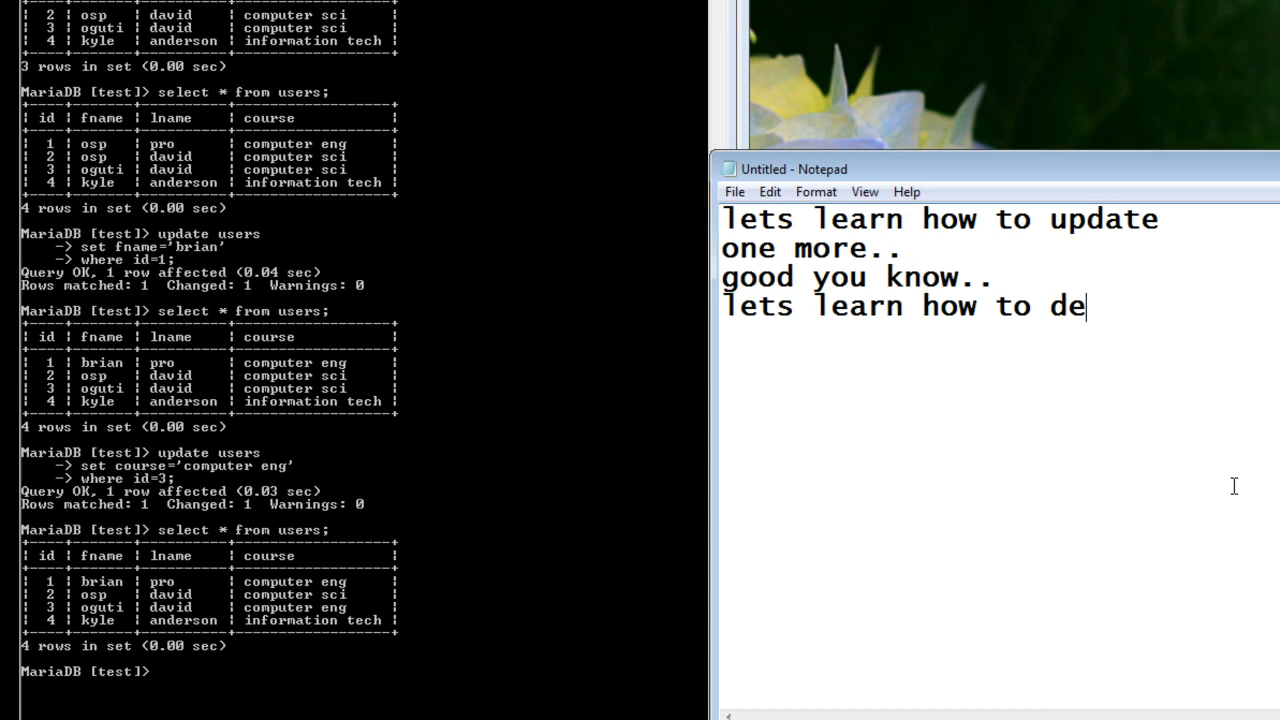 | 2 | osp | david | computer sci |
| 3 | oguti | david | computer sci |
| 4 | kyle | anderson | information tech |
+----+-------+----------+------------------+
3 rows in set (0.00 sec)
MariaDB [test]> select * from users;
+----+-------+----------+------------------+
| id | fname | lname | course |
+----+-------+----------+------------------+
| 1 | osp | pro | computer eng |
| 2 | osp | david | computer sci |
| 3 | oguti | david | computer sci |
| 4 | kyle | anderson | information tech |
+----+-------+----------+------------------+
4 rows in set (0.00 sec)
MariaDB [test]> update users
-> set fname='brian'
-> where id=1;
Query OK, 1 row affected (0.04 sec)
Rows matched: 1 Changed: 1 Warnings: 0
MariaDB [test]> select * from users;
+----+-------+----------+------------------+
| id | fname | lname | course |
+----+-------+----------+------------------+
| 1 | brian | pro | computer eng |
| 2 | osp | david | computer sci |
| 3 | oguti | david | computer sci |
| 4 | kyle | anderson | information tech |
+----+-------+----------+------------------+
4 rows in set (0.00 sec)
MariaDB [test]> update users
-> set course='computer eng'
-> where id=3;
Query OK, 1 row affected (0.03 sec)
Rows matched: 1 Changed: 1 Warnings: 0
MariaDB [test]> select * from users;
+----+-------+----------+------------------+
| id | fname | lname | course |
+----+-------+----------+------------------+
| 1 | brian | pro | computer eng |
| 2 | osp | david | computer sci |
| 3 | oguti | david | computer eng |
| 4 | kyle | anderson | information tech |
+----+-------+----------+------------------+
4 rows in set (0.00 sec)
MariaDB [test]>
Untitled - Notepad
File Edit Format View Help
lets learn how to update
one more..
good you know..
lets learn how to de